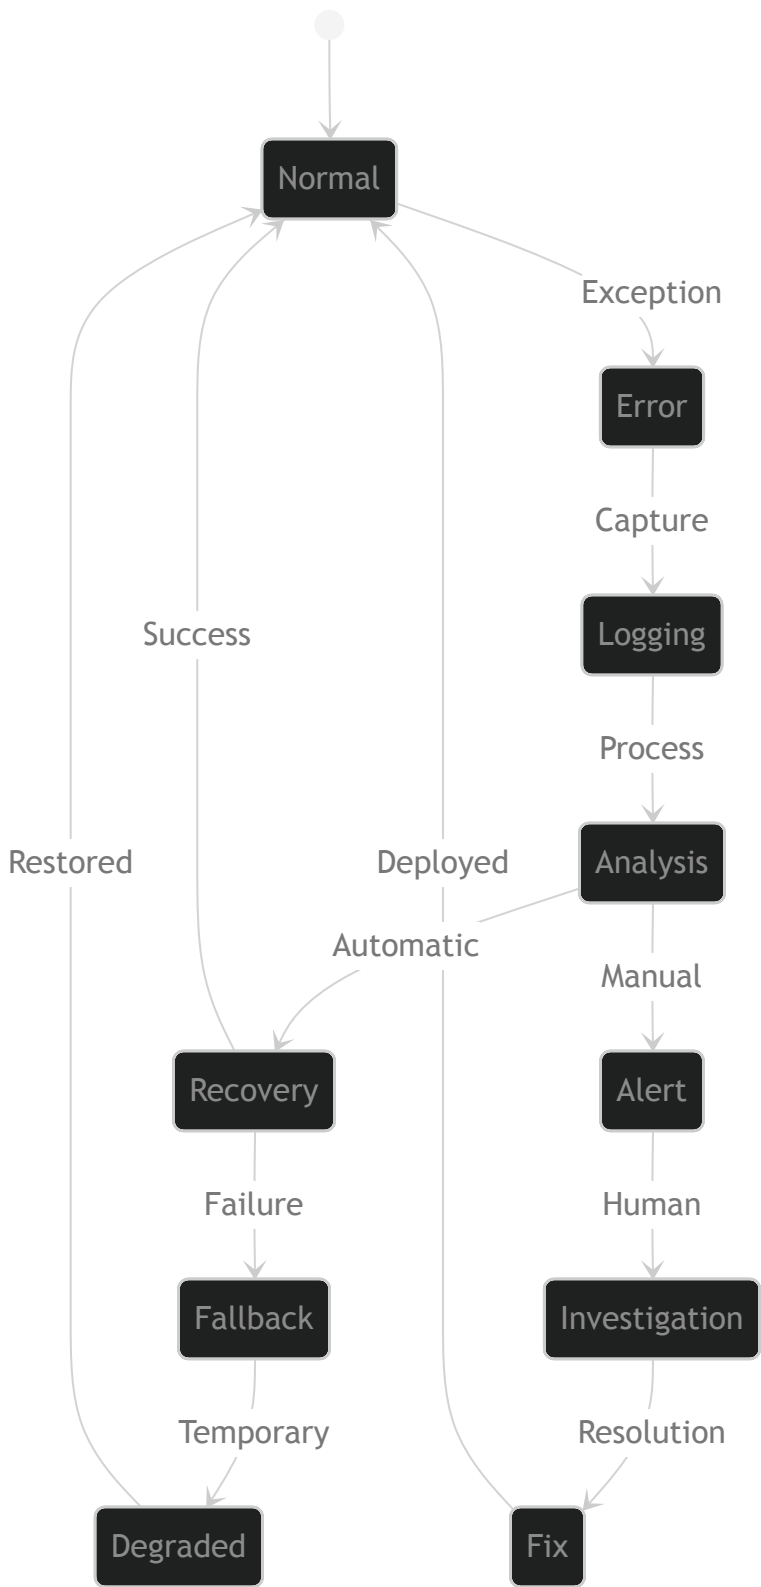 Normal
Exception
Error
Capture
Success
Logging
Process
Restored
Deployed
Analysis
Automatic
Manual
Recovery
Alert
Failure
Human
Fallback
Investigation
Temporary
Resolution
Degraded
Fix